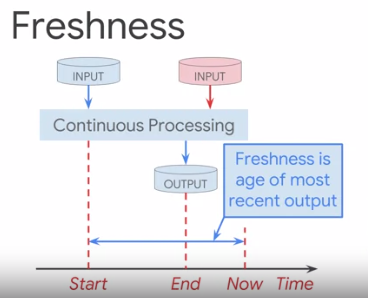 Freshness
INPUT
INPUT
Continuous Processing
OUTPUT
Freshness is
age of most
recent output
Start
End
Now
Time